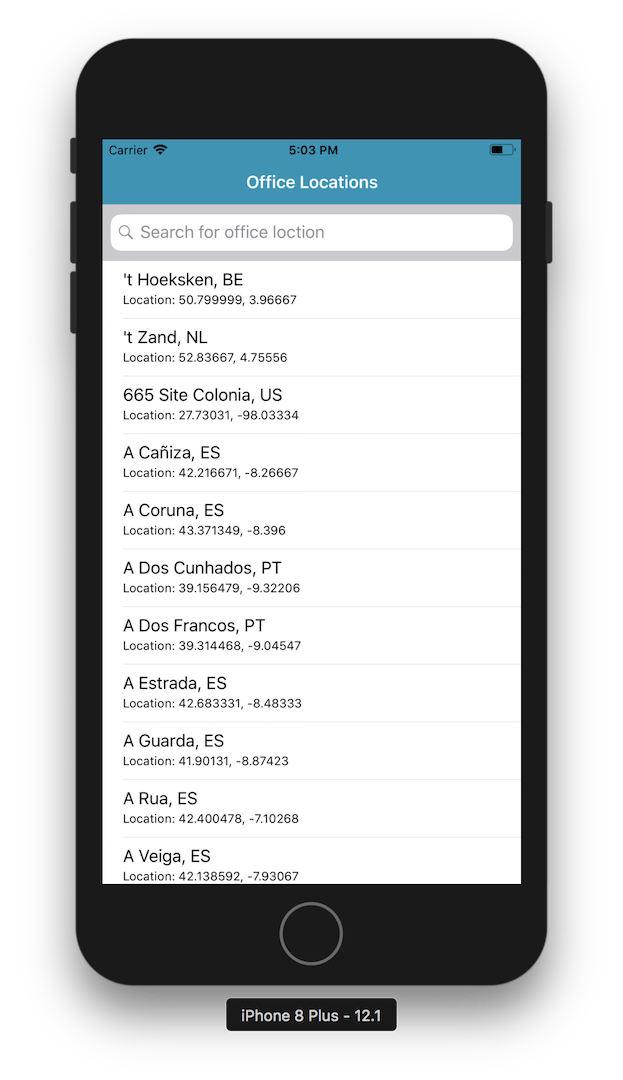 Carrier 5:03 PM
Office Locations
Search for office loction
't Hoeksken, BE
Location: 50.799999, 3.96667
't Zand, NL
Location: 52.83667, 4.75556
665 Site Colonia, US
Location: 27.73031, -98.03334
A Cañiza, ES
Location: 42.216671, -8.26667
A Coruna, ES
Location: 43.371349, -8.396
A Dos Cunhados, PT
Location: 39.156479, -9.32206
A Dos Francos, PT
Location: 39.314468, -9.04547
A Estrada, ES
Location: 42.683331, -8.48333
A Guarda, ES
Location: 41.90131, -8.87423
A Rua, ES
Location: 42.400478, -7.10268
A Veiga, ES
Location: 42.138592, -7.93067
iPhone 8 Plus - 12.1